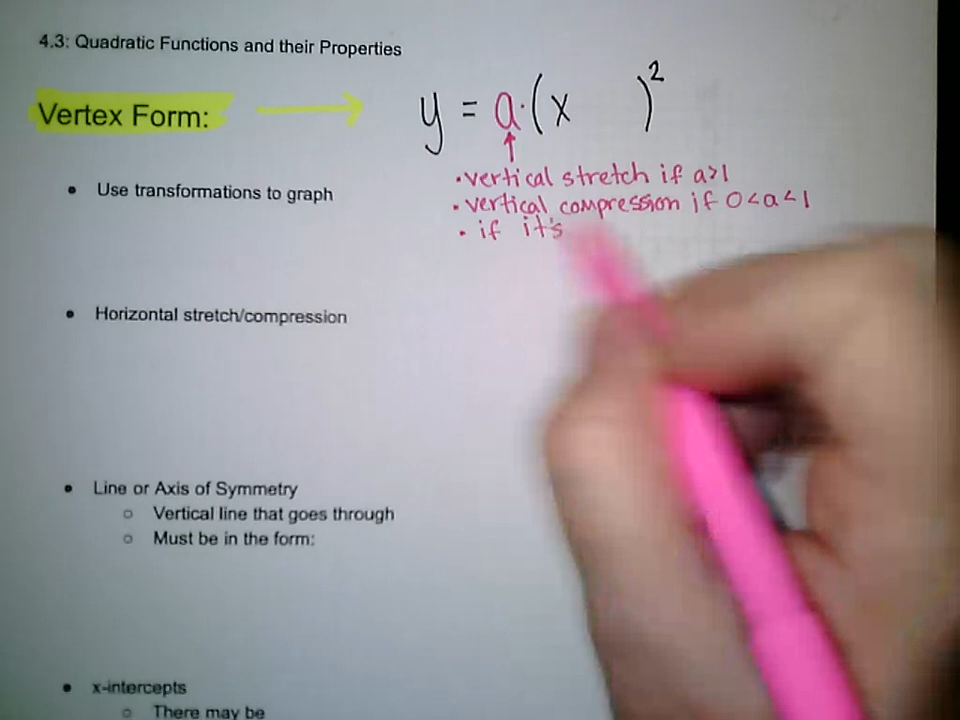 4.3: Quadratic Functions and their Properties
Vertex Form:
y = a·(x )²
• vertical stretch if a>1
• Use transformations to graph
• vertical compression if 0<a<1
• if it's
• Horizontal stretch/compression
• Line or Axis of Symmetry
○ Vertical line that goes through
○ Must be in the form:
• x-intercepts
○ There may be